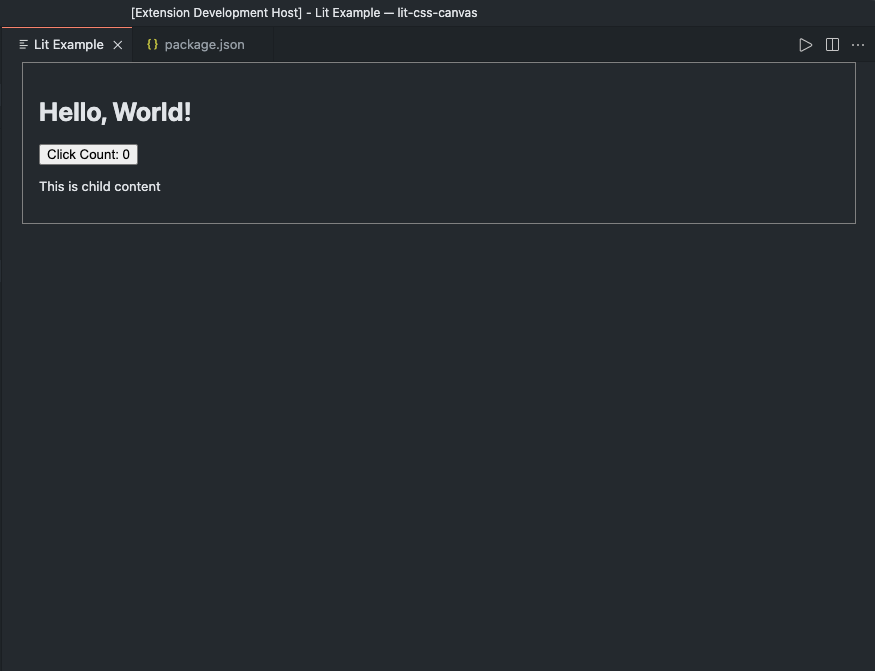 [Extension Development Host] - Lit Example — lit-css-canvas
Lit Example
{} package.json
Hello, World!
Click Count: 0
This is child content